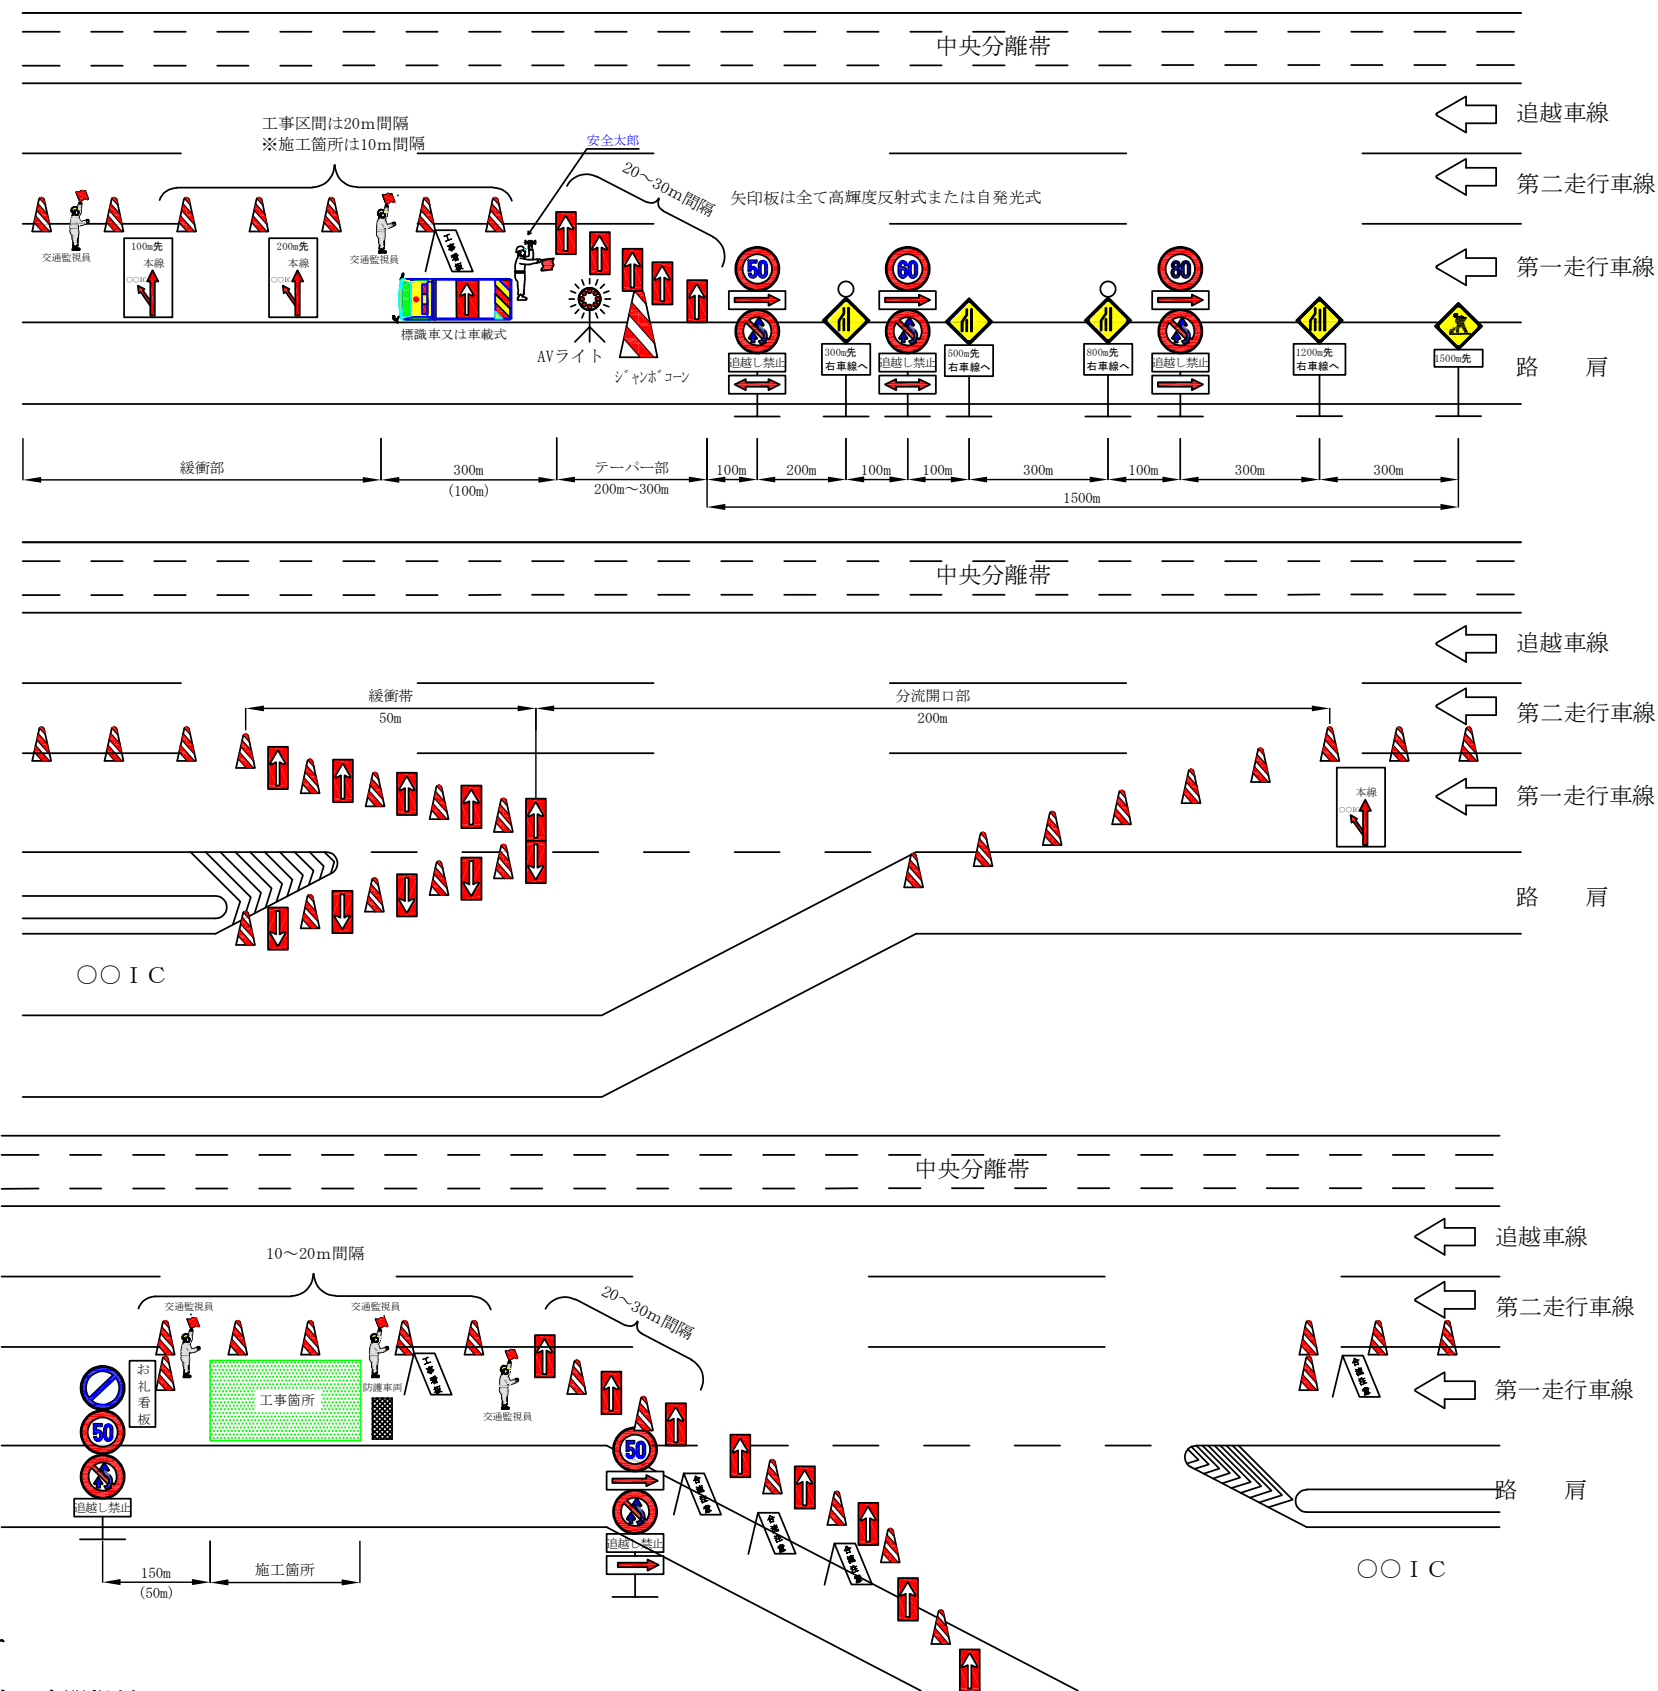 中央分離帯
追越車線
工事区間は20m間隔
※施工箇所は10m間隔
安全太郎
20～30m間隔
矢印板は全て高輝度反射式または自発光式
第二走行車線
交通監視員
100m先
本線
○○IC
200m先
本線
○○IC
交通監視員
工事看板
50
60
80
第一走行車線
標識車又は車載式
AVライト
ジャンボコーン
追越し禁止
300m先
右車線へ
追越し禁止
500m先
右車線へ
800m先
右車線へ
追越し禁止
1200m先
右車線へ
1500m先
路　肩
緩衝部
300m
(100m)
テーパー部
200m～300m
100m
200m
100m
100m
300m
100m
300m
300m
1500m
中央分離帯
追越車線
緩衝帯
50m
分流開口部
200m
第二走行車線
本線
○○IC
第一走行車線
路　肩
○○ＩＣ
中央分離帯
追越車線
10～20m間隔
20～30m間隔
交通監視員
交通監視員
第二走行車線
お礼看板
工事箇所
防護車両
工事看板
交通監視員
第一走行車線
50
50
追越し禁止
追越し禁止
路　肩
150m
(50m)
施工箇所
○○ＩＣ